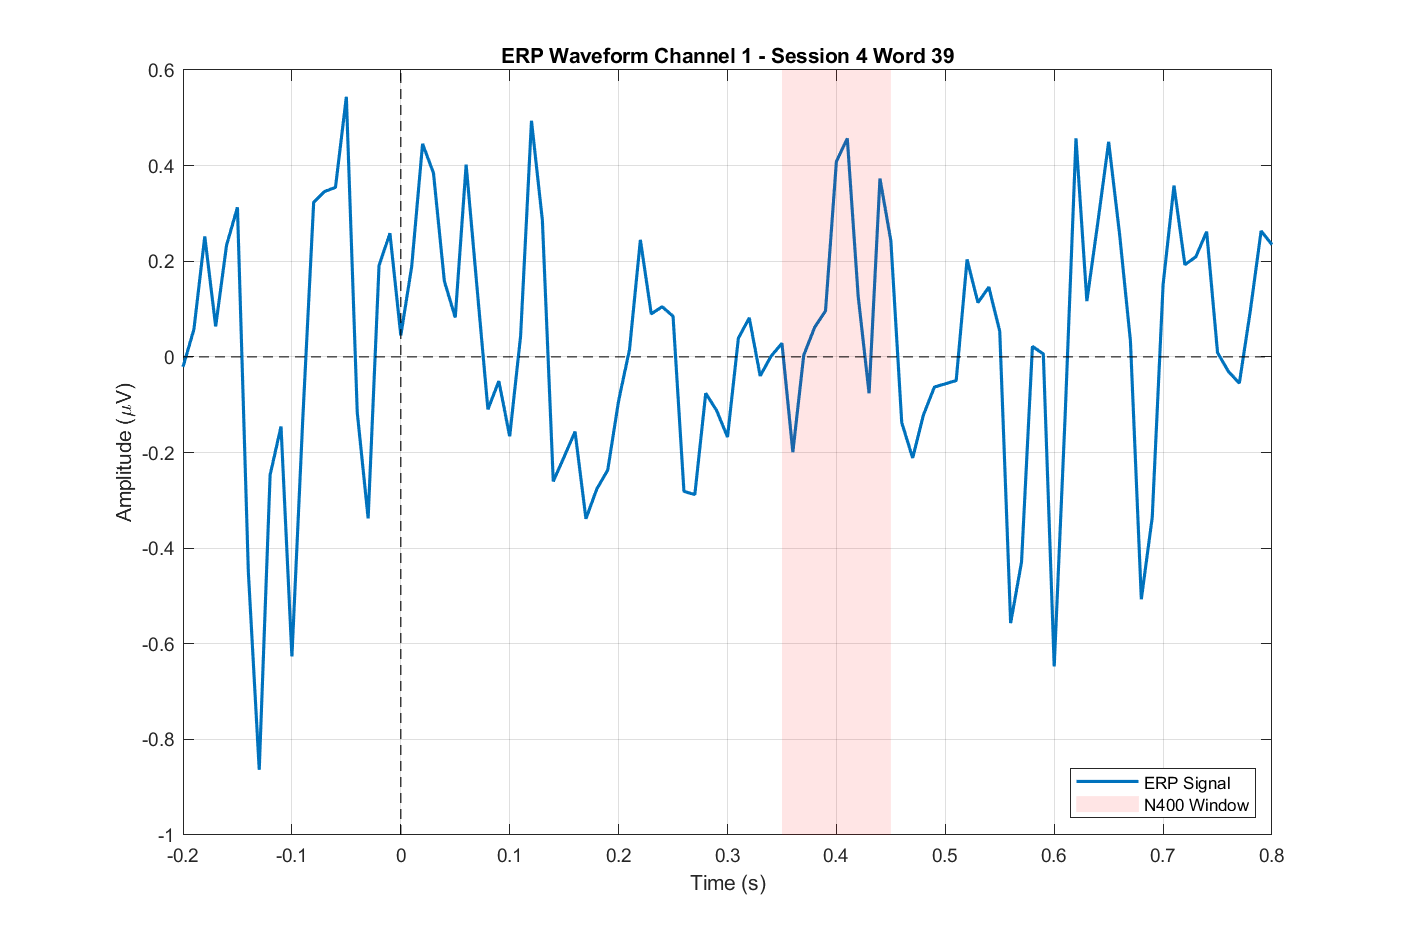 ERP Waveform Channel 1 - Session 4 Word 39
Amplitude (μV)
0.6
0.4
0.2
0
-0.2
-0.4
-0.6
-0.8
-1
-0.2 -0.1 0 0.1 0.2 0.3 0.4 0.5 0.6 0.7 0.8
Time (s)
ERP Signal
N400 Window